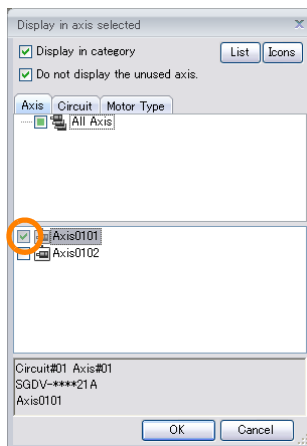 Display in axis selected
Display in category
List
Icons
Do not display the unused axis.
Axis
Circuit
Motor Type
All Axis
Axis0101
Axis0102
Circuit#01 Axis#01
SGDV-****21A
Axis0101
OK
Cancel